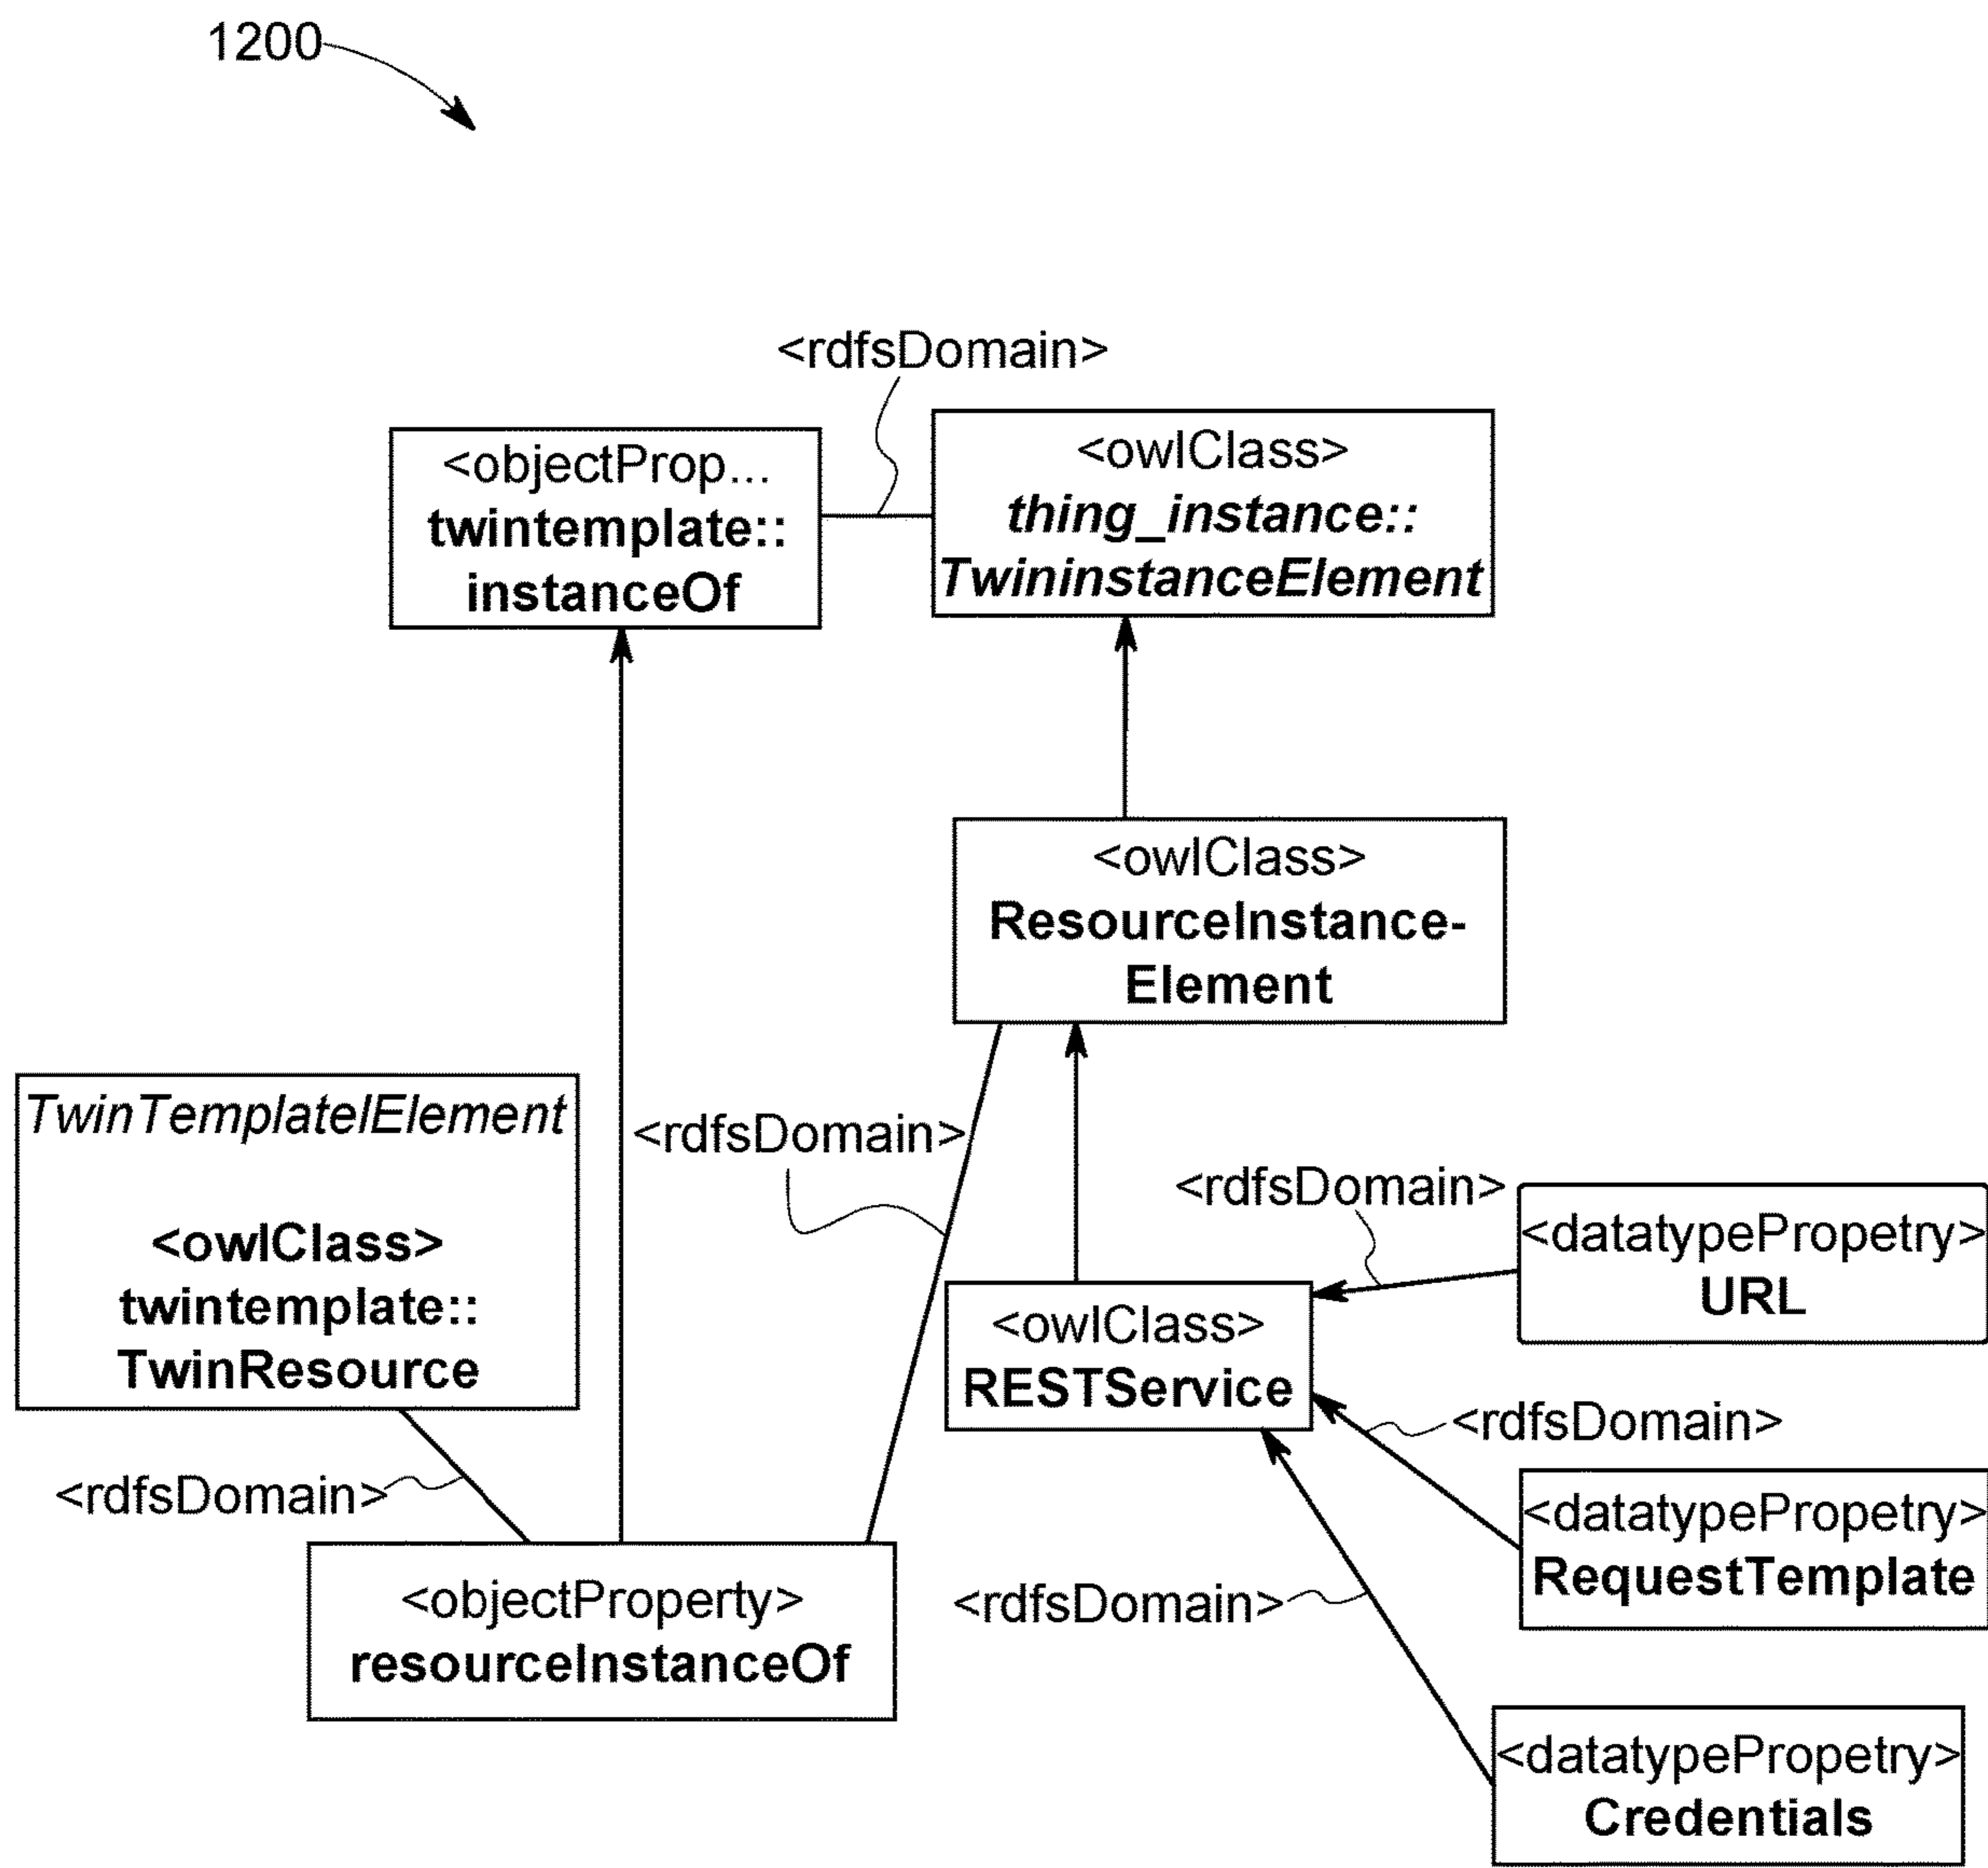 1200
<rdfsDomain>
<objectProp...
twintemplate::
instanceOf
<owlClass>
thing_instance::
TwininstanceElement
<owlClass>
ResourceInstance-
Element
TwinTemplatelElement
<owlClass>
twintemplate::
TwinResource
<rdfsDomain>
<rdfsDomain>
<datatypePropetry>
URL
<owlClass>
RESTService
<rdfsDomain>
<rdfsDomain>
<datatypePropetry>
RequestTemplate
<objectProperty>
resourceInstanceOf
<rdfsDomain>
<datatypePropetry>
Credentials